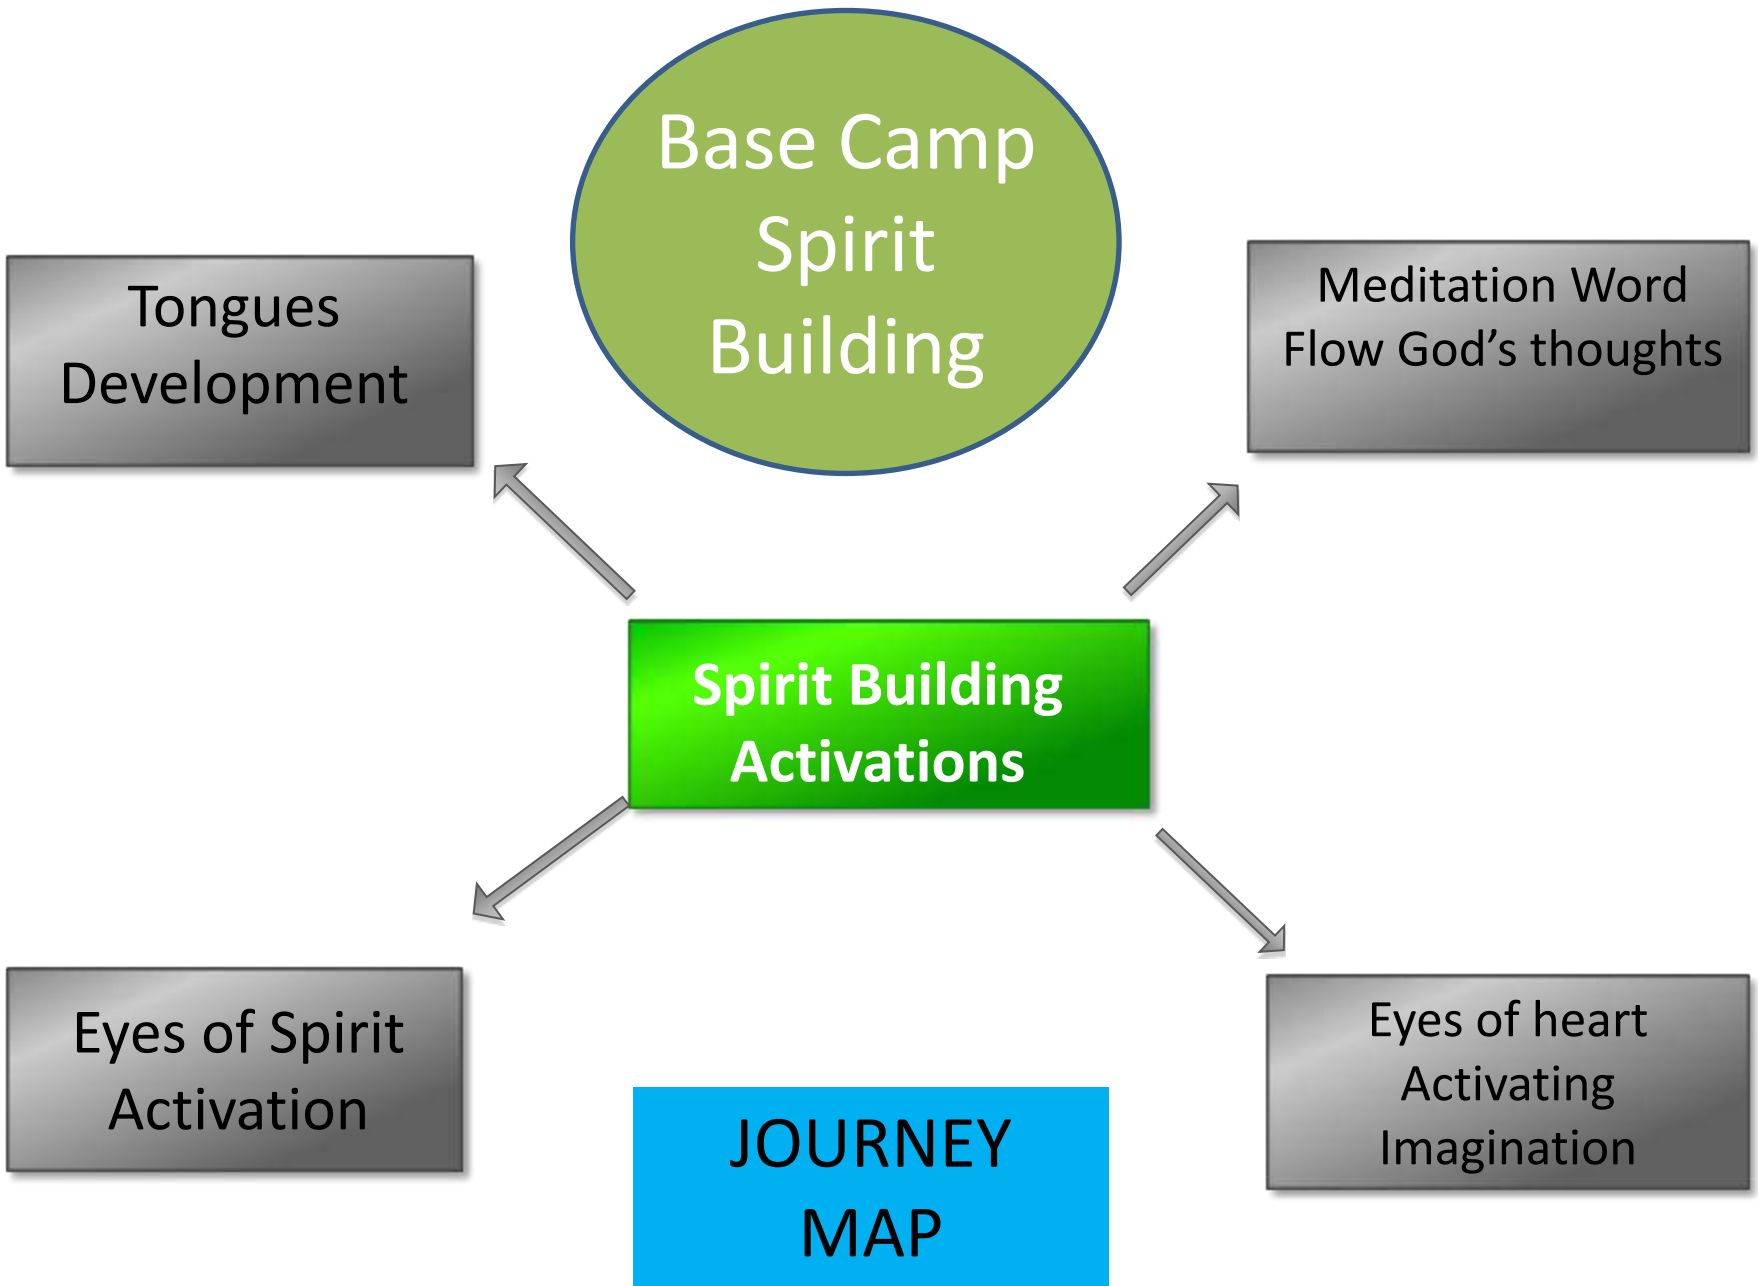 Base Camp
Spirit
Building
Tongues
Development
Meditation Word
Flow God’s thoughts
Spirit Building
Activations
Eyes of Spirit
Activation
Eyes of heart
Activating
Imagination
JOURNEY
MAP